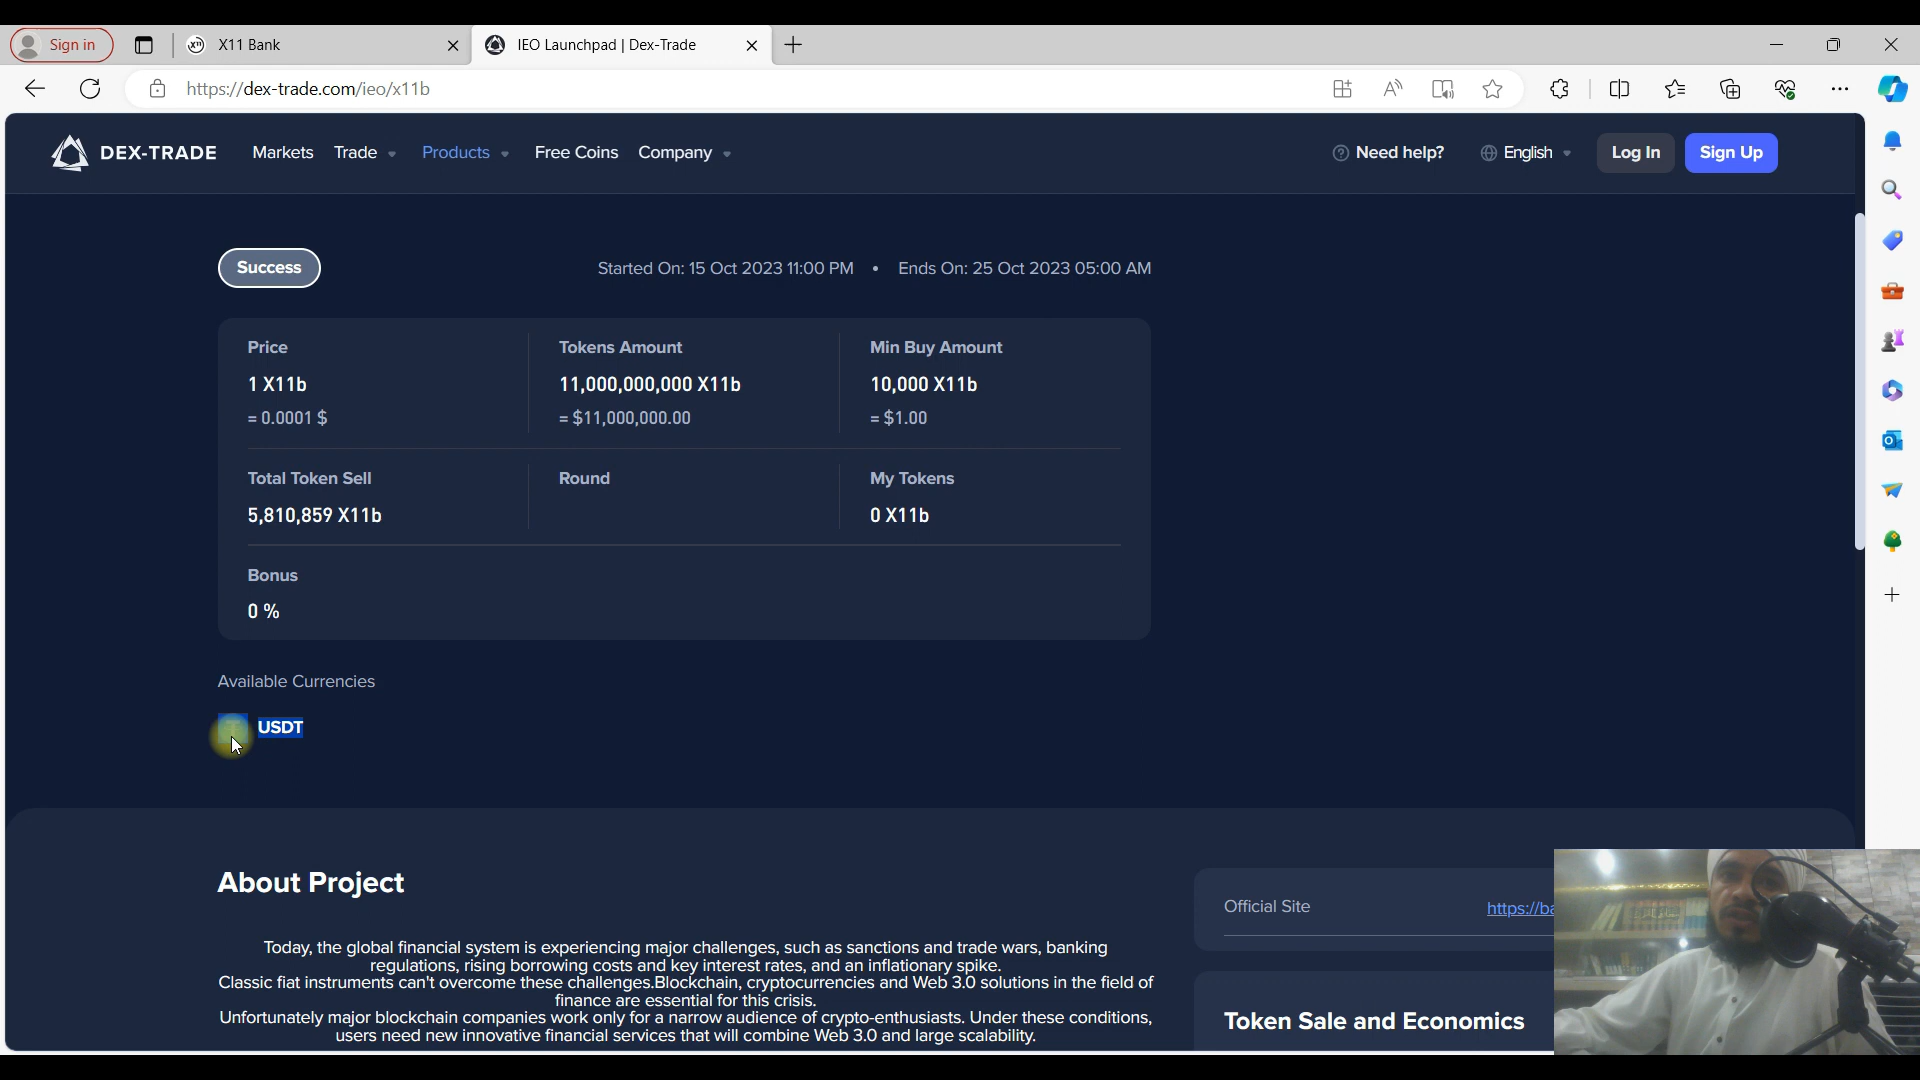 Sign in
X11 Bank
IEO Launchpad | Dex-Trade
https://dex-trade.com/ieo/x11b
DEX-TRADE
Markets
Trade
Products
Free Coins
Company
Need help?
English
Log In
Sign Up
Success
Started On: 15 Oct 2023 11:00 PM • Ends On: 25 Oct 2023 05:00 AM
Price
Tokens Amount
Min Buy Amount
1 X11b
11,000,000,000 X11b
10,000 X11b
= 0.0001 $
= $11,000,000.00
= $1.00
Total Token Sell
Round
My Tokens
5,810,859 X11b
0 X11b
Bonus
0 %
Available Currencies
USDT
About Project
Official Site
https://ba
Today, the global financial system is experiencing major challenges, such as sanctions and trade wars, banking
regulations, rising borrowing costs and key interest rates, and an inflationary spike.
Classic fiat instruments can't overcome these challenges.Blockchain, cryptocurrencies and Web 3.0 solutions in the field of
finance are essential for this crisis.
Unfortunately major blockchain companies work only for a narrow audience of crypto-enthusiasts. Under these conditions,
users need new innovative financial services that will combine Web 3.0 and large scalability.
Token Sale and Economics